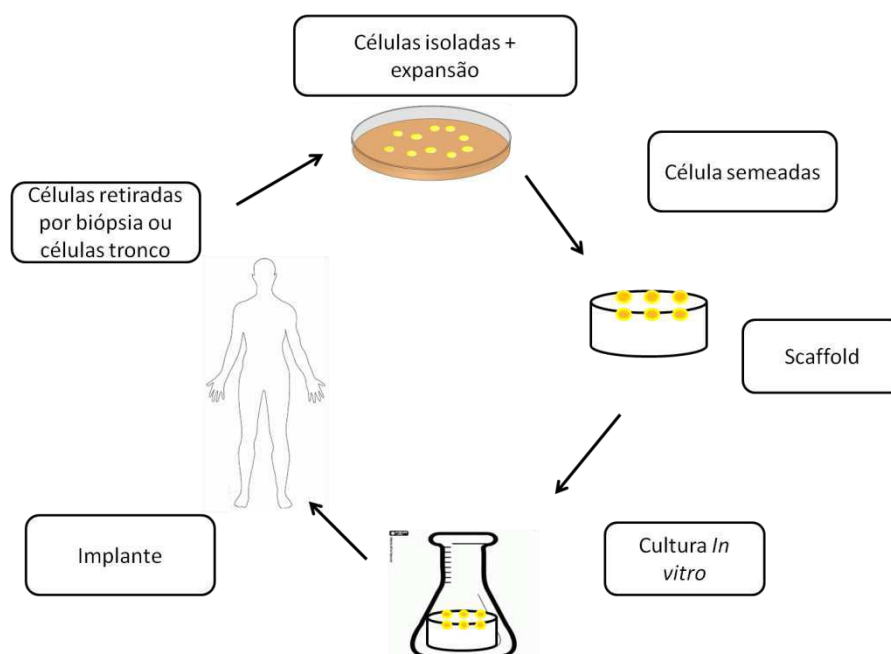 Células isoladas +
expansão
Célula semeadas
Células retiradas
por biópsia ou
células tronco
Scaffold
Cultura In
vitro
Implante